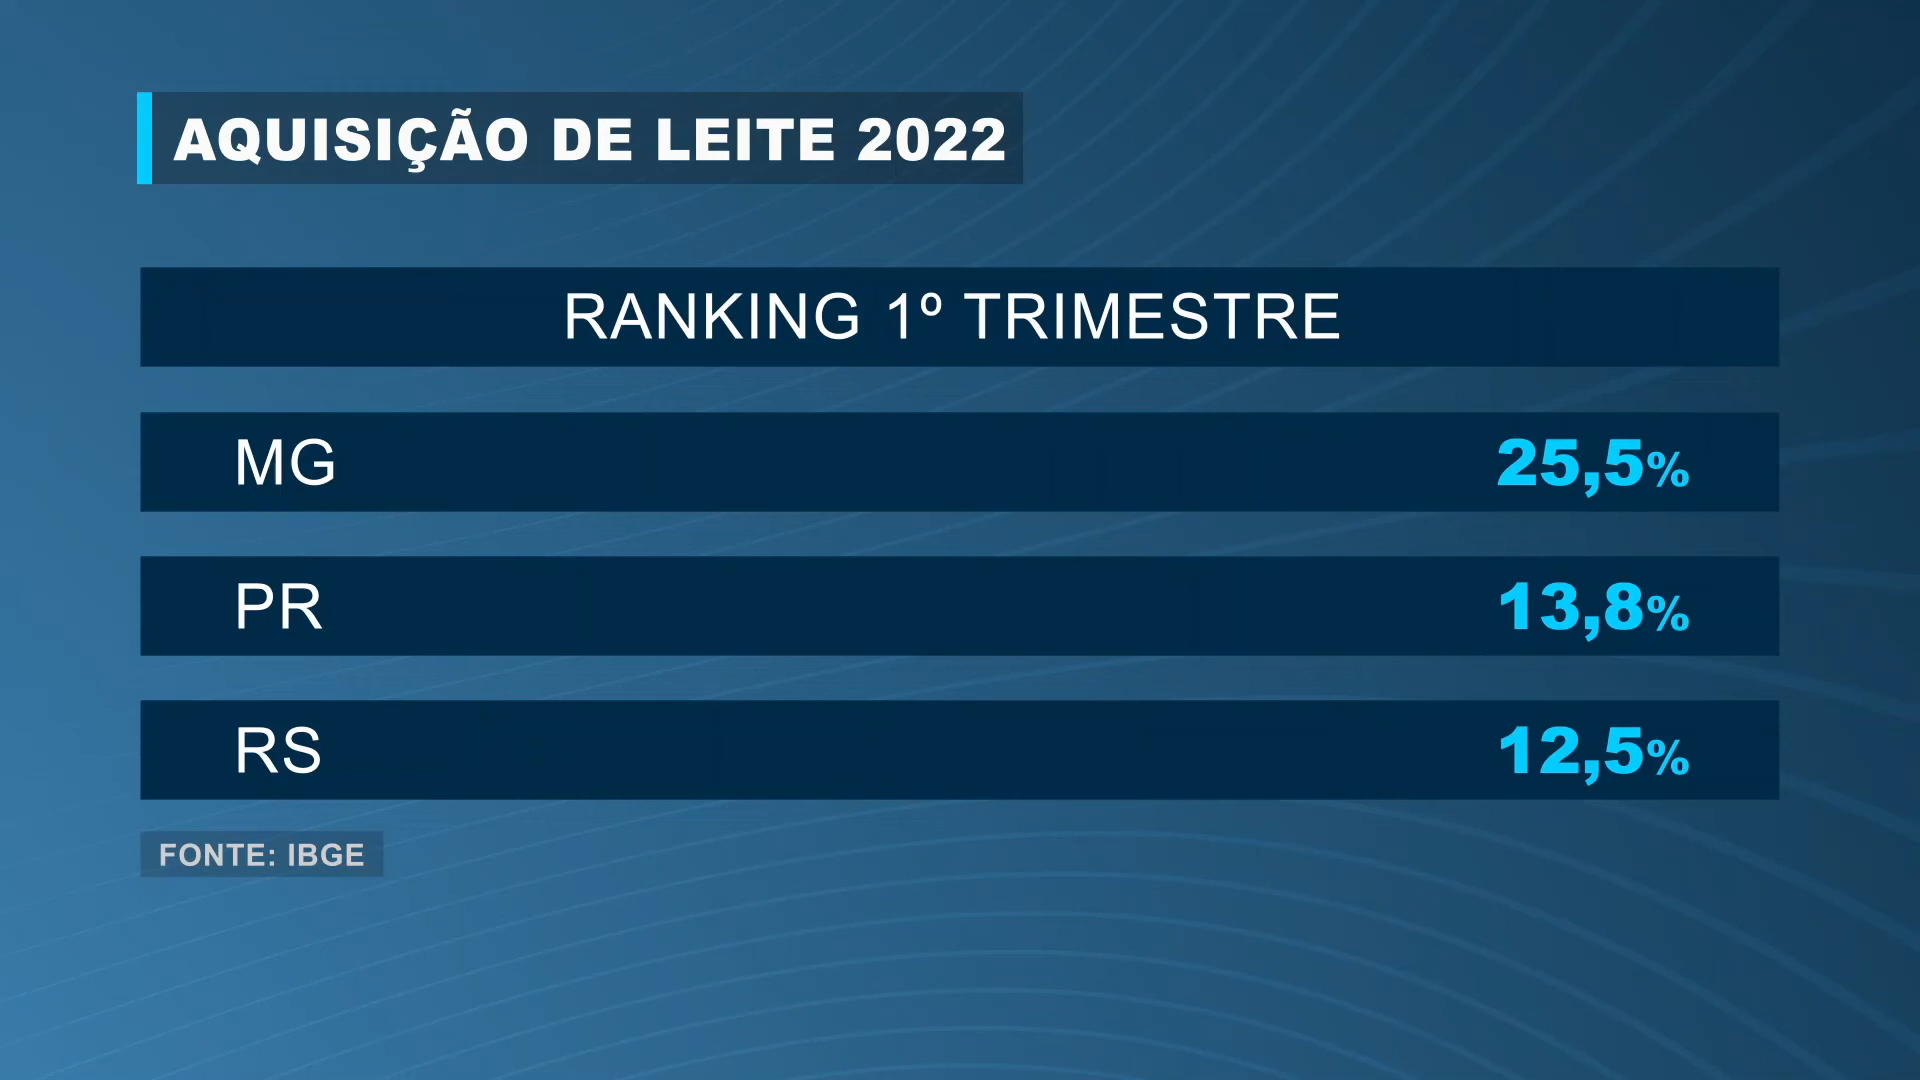 AQUISIÇÃO DE LEITE 2022
RANKING 1º TRIMESTRE
MG 25,5%
PR 13,8%
RS 12,5%
FONTE: IBGE